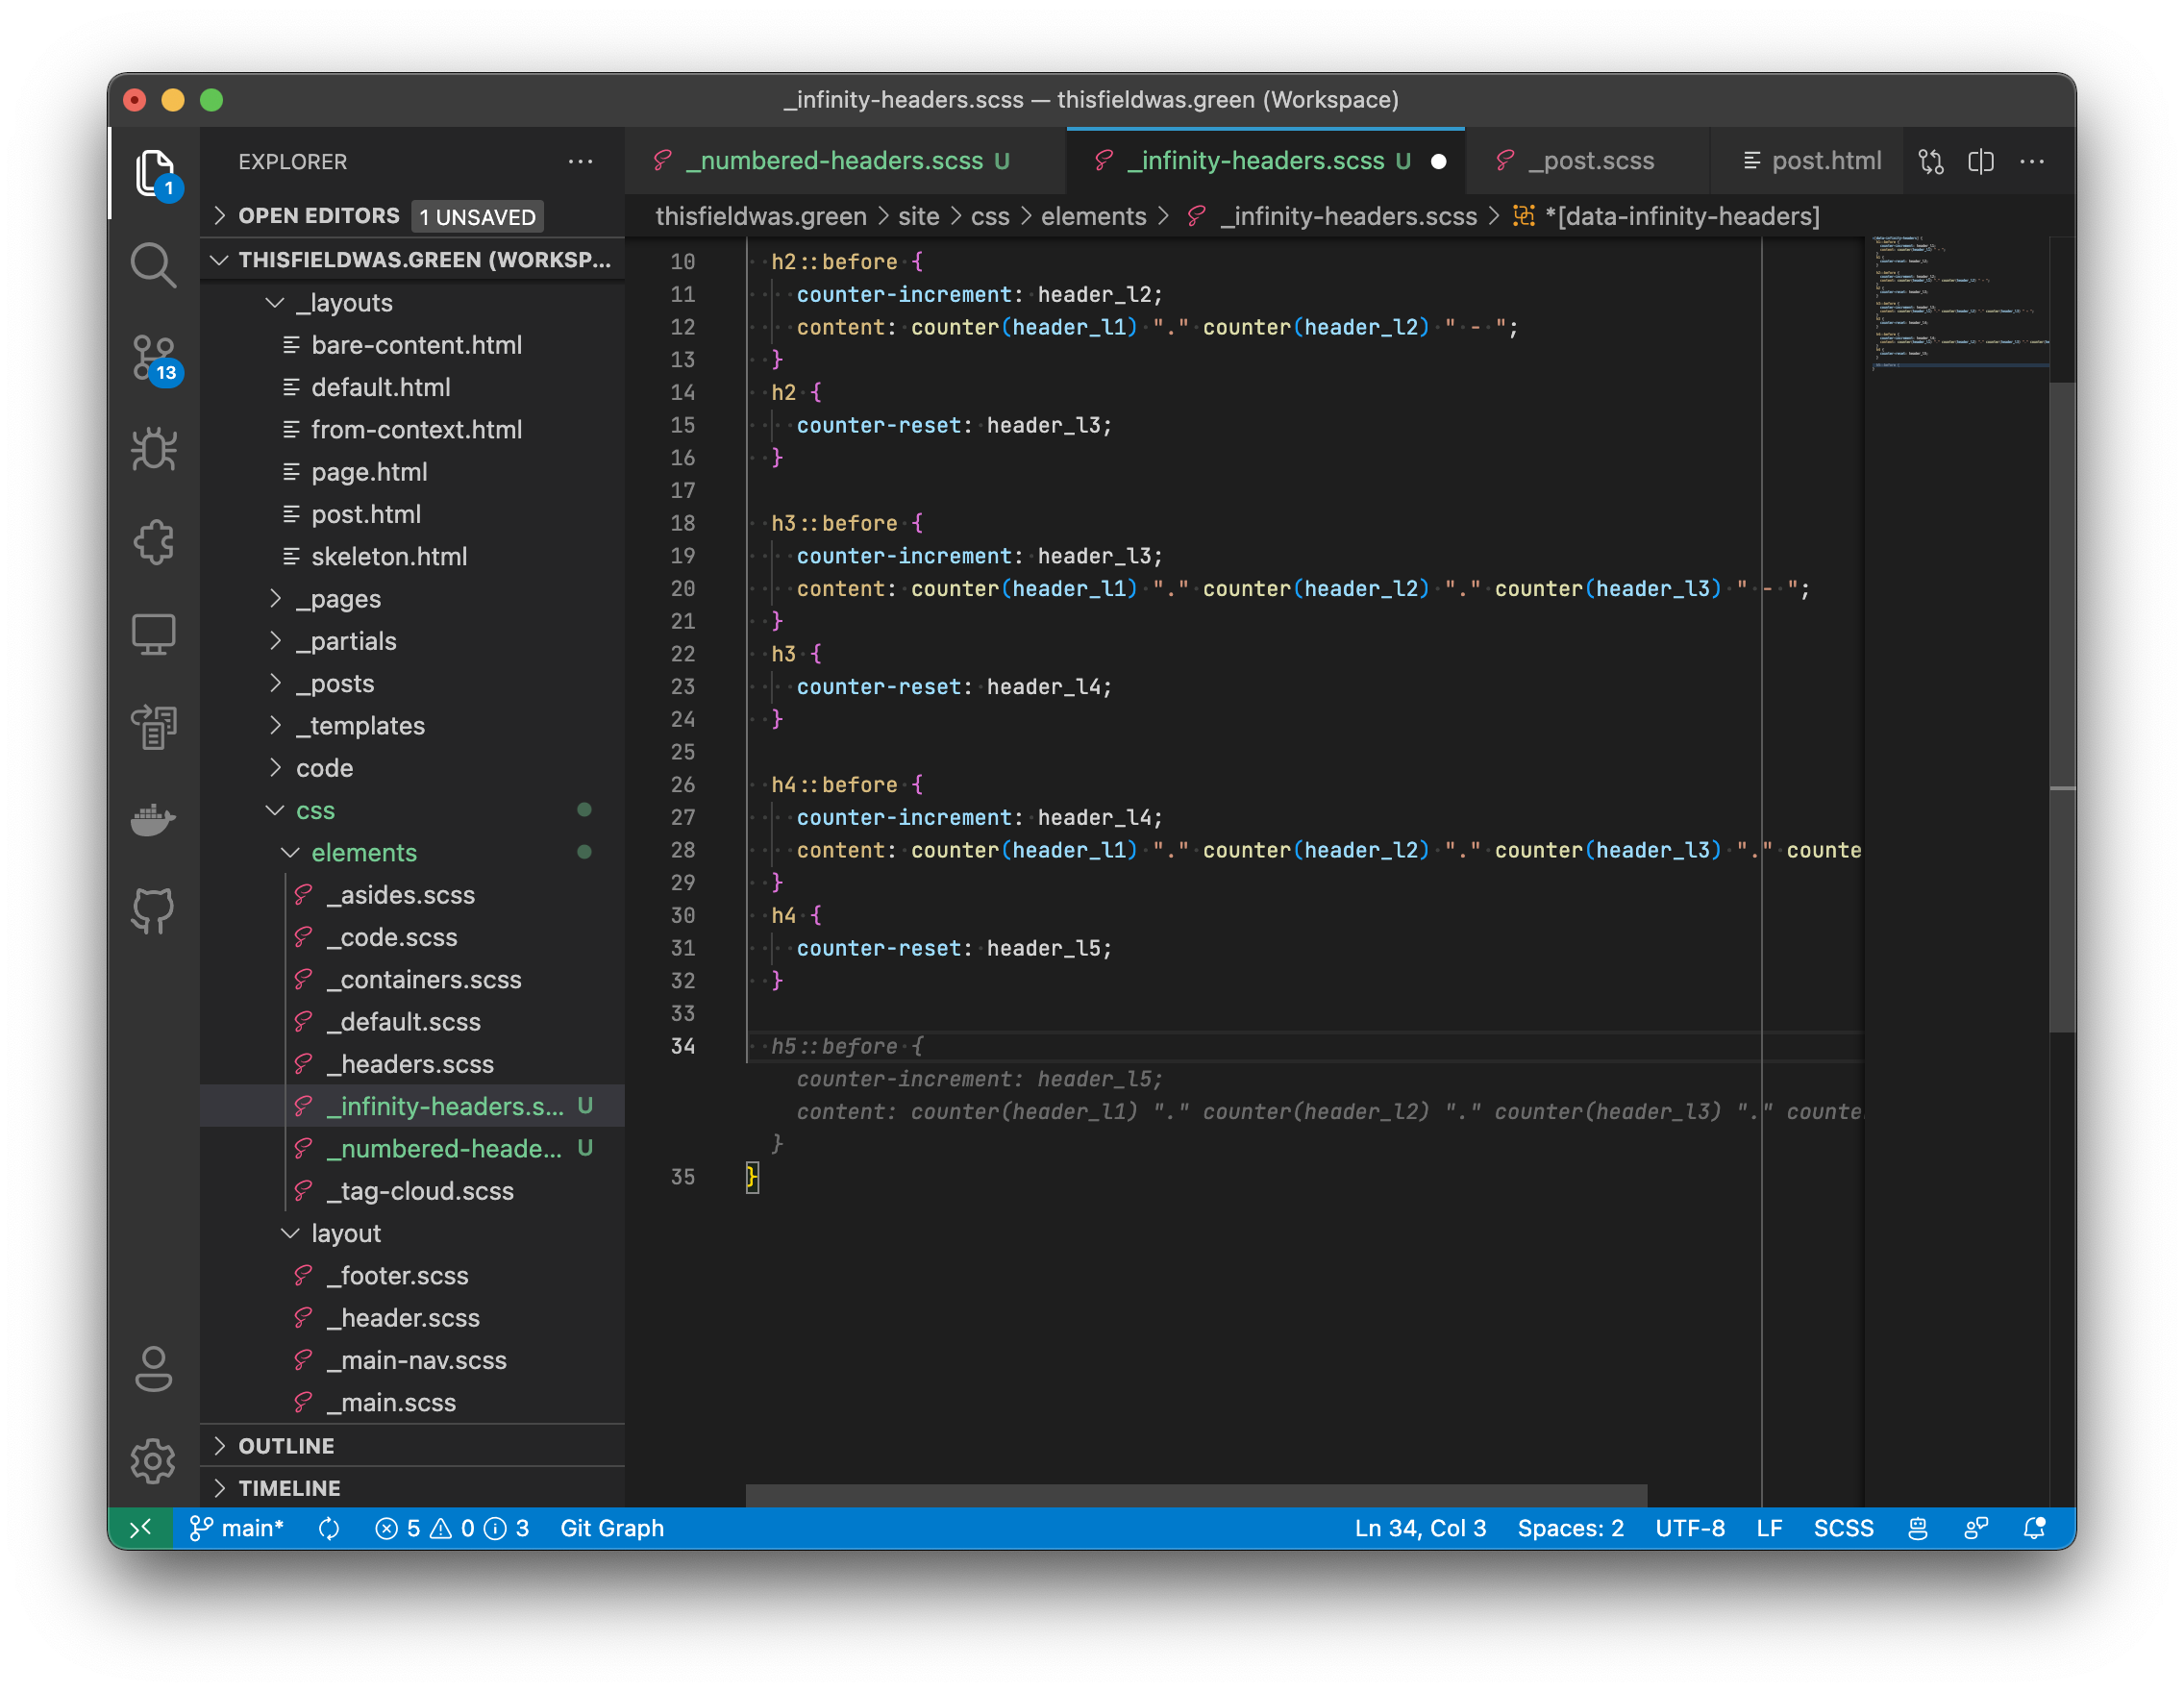 _infinity-headers.scss — thisfieldwas.green (Workspace)
EXPLORER
_numbered-headers.scss U
_infinity-headers.scss U
_post.scss
post.html
1
OPEN EDITORS 1 UNSAVED
thisfieldwas.green > site > css > elements > _infinity-headers.scss > *[data-infinity-headers]
THISFIELDWAS.GREEN (WORKSP...
_layouts
bare-content.html
default.html
from-context.html
page.html
post.html
skeleton.html
_pages
_partials
_posts
_templates
code
css
elements
_asides.scss
_code.scss
_containers.scss
_default.scss
_headers.scss
_infinity-headers.s... U
_numbered-heade... U
_tag-cloud.scss
layout
_footer.scss
_header.scss
_main-nav.scss
_main.scss
OUTLINE
TIMELINE
13
10 h2::before {
11 counter-increment: header_l2;
12 content: counter(header_l1) "." counter(header_l2) " - ";
13 }
14 h2 {
15 counter-reset: header_l3;
16 }
17
18 h3::before {
19 counter-increment: header_l3;
20 content: counter(header_l1) "." counter(header_l2) "." counter(header_l3) " - ";
21 }
22 h3 {
23 counter-reset: header_l4;
24 }
25
26 h4::before {
27 counter-increment: header_l4;
28 content: counter(header_l1) "." counter(header_l2) "." counter(header_l3) "." counte
29 }
30 h4 {
31 counter-reset: header_l5;
32 }
33
34 h5::before {
counter-increment: header_l5;
content: counter(header_l1) "." counter(header_l2) "." counter(header_l3) "." counte
}
35 }
main* 5 0 3 Git Graph
Ln 34, Col 3 Spaces: 2 UTF-8 LF SCSS